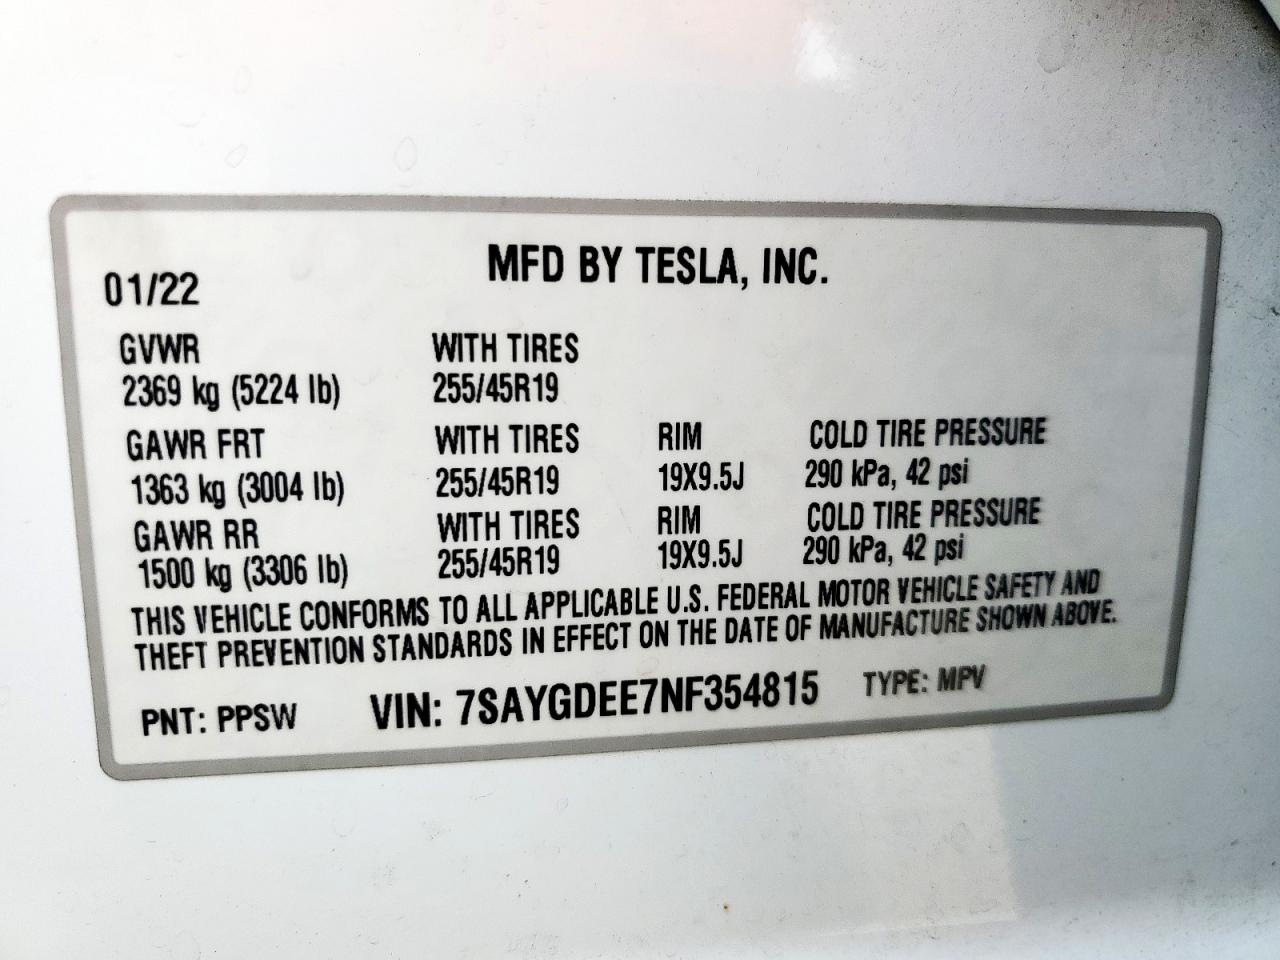 MFD BY TESLA, INC.
01/22
GVWR WITH TIRES
2369 kg (5224 lb) 255/45R19
GAWR FRT WITH TIRES RIM COLD TIRE PRESSURE
1363 kg (3004 lb) 255/45R19 19X9.5J 290 kPa, 42 psi
GAWR RR WITH TIRES RIM COLD TIRE PRESSURE
1500 kg (3306 lb) 255/45R19 19X9.5J 290 kPa, 42 psi
THIS VEHICLE CONFORMS TO ALL APPLICABLE U.S. FEDERAL MOTOR VEHICLE SAFETY AND
THEFT PREVENTION STANDARDS IN EFFECT ON THE DATE OF MANUFACTURE SHOWN ABOVE.
PNT: PPSW VIN: 7SAYGDEE7NF354815 TYPE: MPV